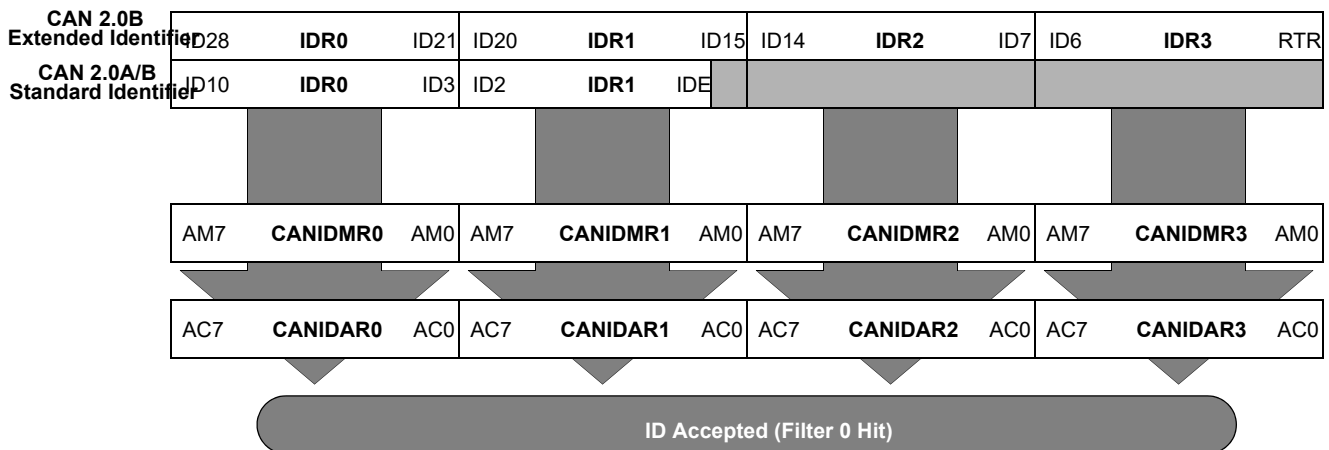 CAN 2.0B
Extended Identifier
ID28 IDR0 ID21 ID20 IDR1 ID15 ID14 IDR2 ID7 ID6 IDR3 RTR
CAN 2.0A/B
Standard Identifier
ID10 IDR0 ID3 ID2 IDR1 IDE
AM7 CANIDMR0 AM0 AM7 CANIDMR1 AM0 AM7 CANIDMR2 AM0 AM7 CANIDMR3 AM0
AC7 CANIDAR0 AC0 AC7 CANIDAR1 AC0 AC7 CANIDAR2 AC0 AC7 CANIDAR3 AC0
ID Accepted (Filter 0 Hit)